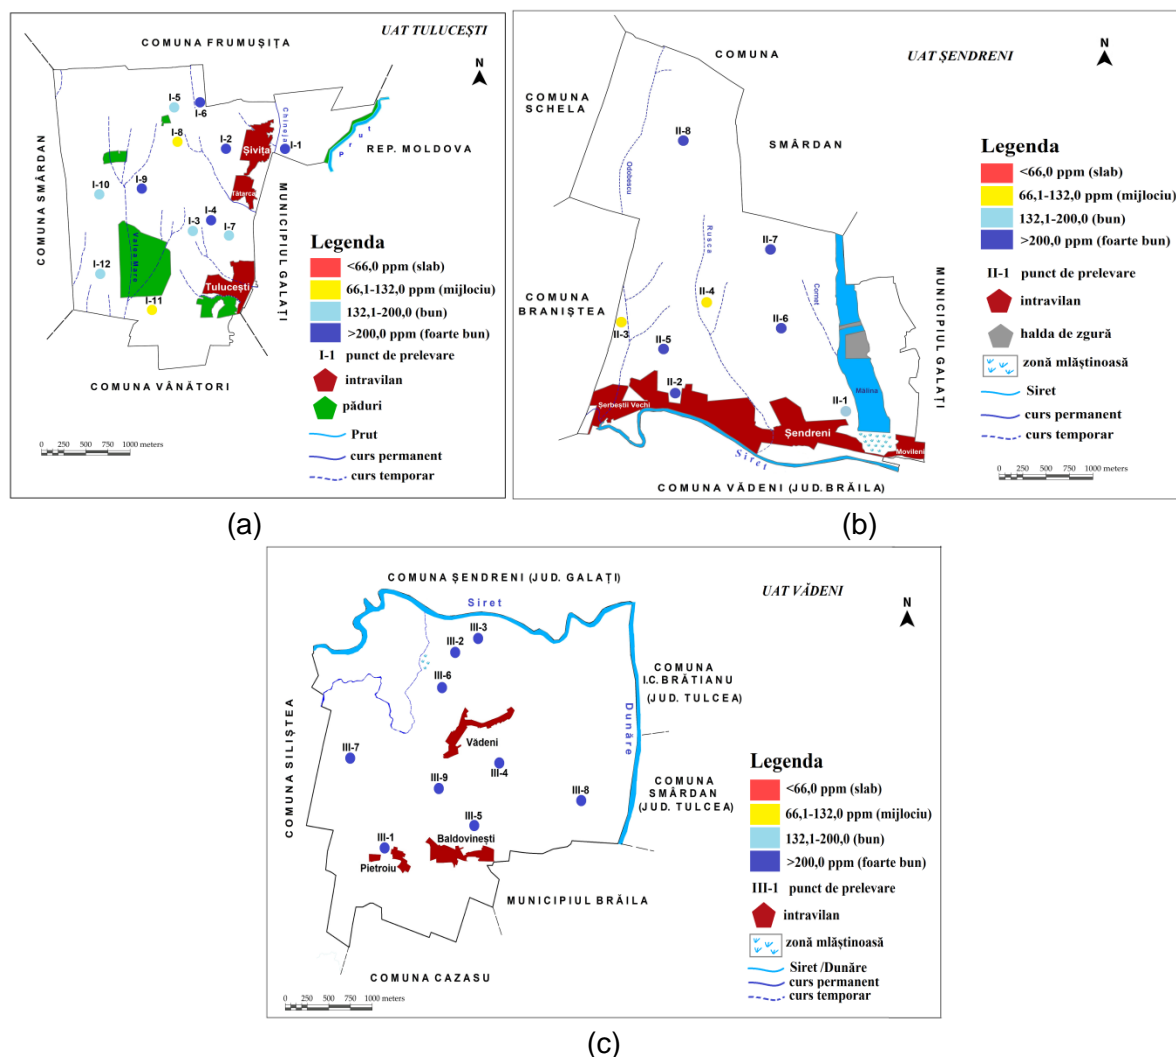 UAT TULUCEȘTI
COMUNA FRUMUȘIȚA
N
I-5
I-6
I-8
I-2
Chineja
I-1
Șivița
Prut
REP. MOLDOVA
COMUNA SMÂRDAN
I-10
I-9
Tătarca
I-4
I-3
I-7
MUNICIPIUL GALAȚI
Valea Mare
I-12
Tulucești
I-11
COMUNA VÂNĂTORI
0 250 500 750 1000 meters
Legenda
<66,0 ppm (slab)
66,1-132,0 ppm (mijlociu)
132,1-200,0 (bun)
>200,0 ppm (foarte bun)
I-1 punct de prelevare
intravilan
păduri
Prut
curs permanent
curs temporar
(a)
UAT ȘENDRENI
COMUNA
N
COMUNA
SCHELA
SMÂRDAN
II-8
Odobescu
Rusca
II-7
II-4
Cornet
COMUNA
BRANIȘTEA
II-3
II-6
II-5
II-2
II-1
Mălina
MUNICIPIUL GALAȚI
Șerbeștii Vechi
Șendreni
Movileni
Siret
COMUNA VĂDENI (JUD. BRĂILA)
0 250 500 750 1000 meters
Legenda
<66,0 ppm (slab)
66,1-132,0 ppm (mijlociu)
132,1-200,0 (bun)
>200,0 ppm (foarte bun)
II-1 punct de prelevare
intravilan
halda de zgură
zonă mlăștinoasă
Siret
curs permanent
curs temporar
(b)
UAT VĂDENI
COMUNA ȘENDRENI (JUD. GALAȚI)
N
Siret
III-3
III-2
III-6
COMUNA
I.C. BRĂTIANU
(JUD. TULCEA)
Dunăre
COMUNA SILIȘTEA
Vădeni
III-7
III-4
III-9
III-8
COMUNA
SMÂRDAN
(JUD. TULCEA)
III-5
Baldovinești
III-1
Pietroiu
MUNICIPIUL BRĂILA
COMUNA CAZASU
0 250 500 750 1000 meters
Legenda
<66,0 ppm (slab)
66,1-132,0 ppm (mijlociu)
132,1-200,0 (bun)
>200,0 ppm (foarte bun)
III-1 punct de prelevare
intravilan
zonă mlăștinoasă
Siret /Dunăre
curs permanent
curs temporar
(c)